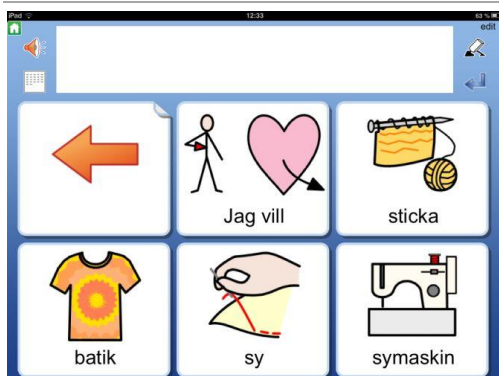 iPad 12:33 63 %
edit
Jag vill
sticka
batik
sy
symaskin